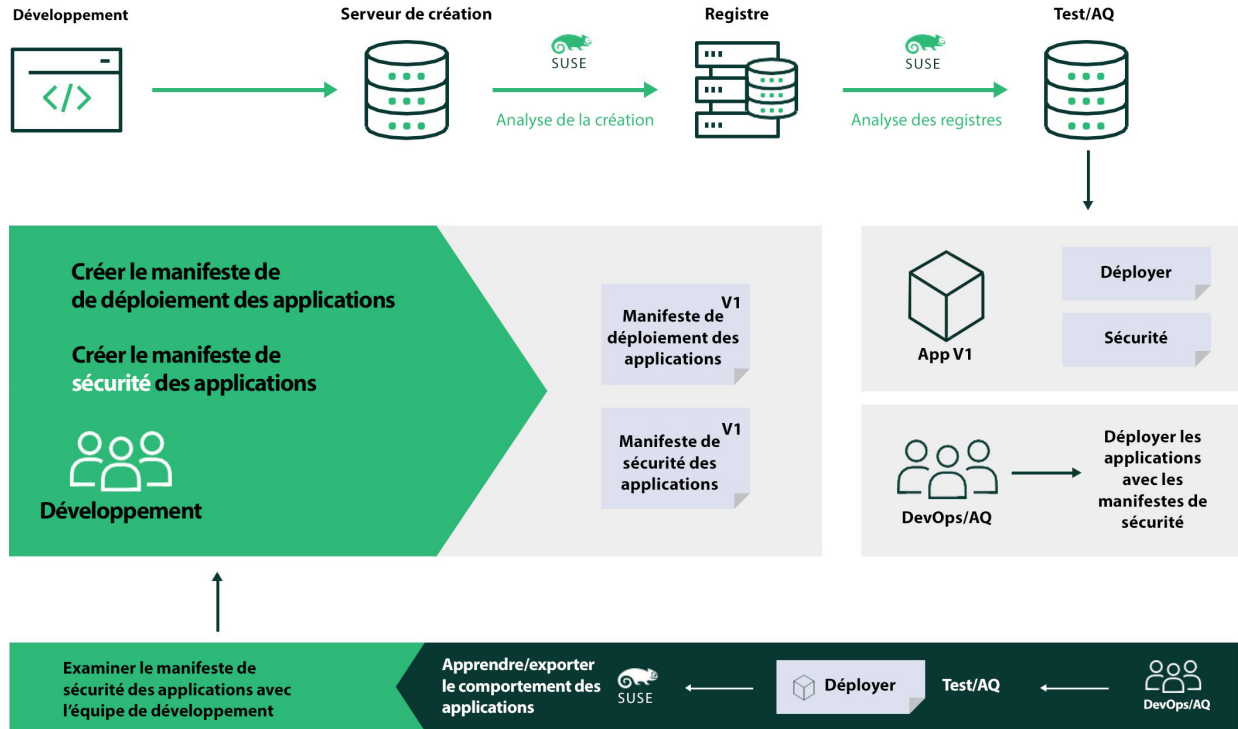 Développement
Serveur de création
Registre
Test/AQ
SUSE
SUSE
Analyse de la création
Analyse des registres
Créer le manifeste de
de déploiement des applications
Créer le manifeste de
sécurité des applications
Développement
V1
Manifeste de
déploiement des
applications
V1
Manifeste de
sécurité des
applications
App V1
Déployer
Sécurité
DevOps/AQ
Déployer les
applications
avec les
manifestes de
sécurité
Examiner le manifeste de
sécurité des applications avec
l'équipe de développement
Apprendre/exporter
le comportement des
applications
SUSE
Déployer
Test/AQ
DevOps/AQ